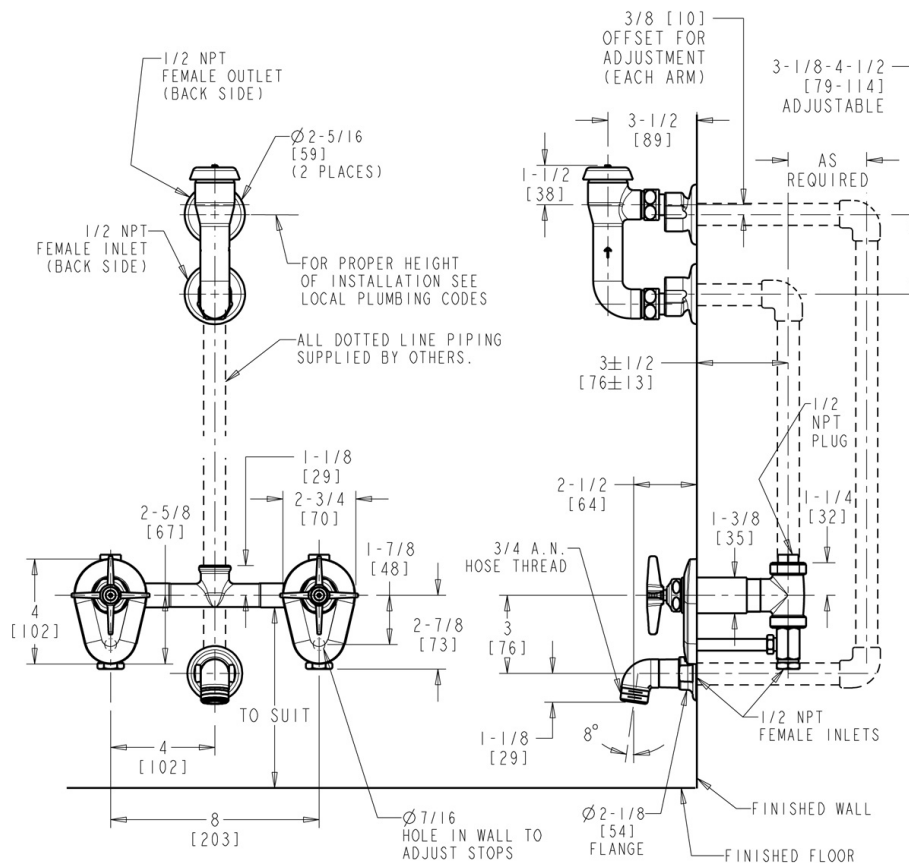 3/8 [10]
OFFSET FOR
ADJUSTMENT
(EACH ARM)
1/2 NPT
FEMALE OUTLET
(BACK SIDE)
3-1/8-4-1/2
[79-114]
ADJUSTABLE
Ø2-5/16
[59]
(2 PLACES)
3-1/2
[89]
AS
REQUIRED
1-1/2
[38]
1/2 NPT
FEMALE INLET
(BACK SIDE)
FOR PROPER HEIGHT
OF INSTALLATION SEE
LOCAL PLUMBING CODES
ALL DOTTED LINE PIPING
SUPPLIED BY OTHERS.
3±1/2
[76±13]
1/2
NPT
PLUG
1-1/8
[29]
2-3/4
[70]
2-5/8
[67]
1-7/8
[48]
2-1/2
[64]
1-3/8
[35]
1-1/4
[32]
3/4 A.N.
HOSE THREAD
4
[102]
2-7/8
[73]
3
[76]
TO SUIT
1/2 NPT
FEMALE INLETS
1-1/8
[29]
8°
4
[102]
8
[203]
Ø7/16
HOLE IN WALL TO
ADJUST STOPS
Ø2-1/8
[54]
FLANGE
FINISHED WALL
FINISHED FLOOR